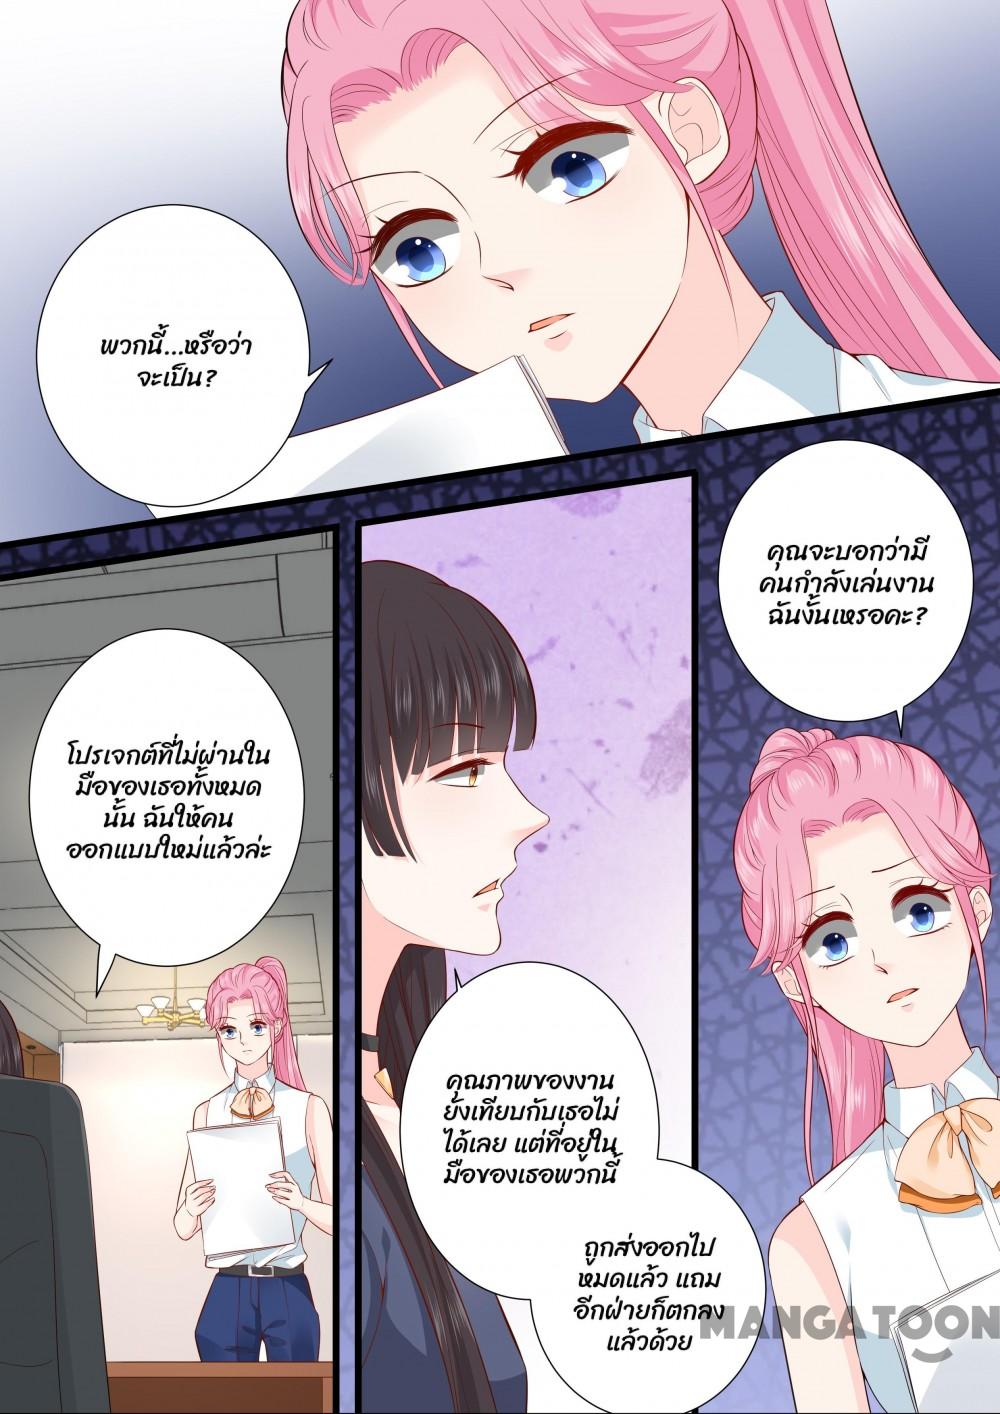 พวกนี้...หรือว่า
จะเป็น?
โปรเจกต์ที่ไม่ผ่านใน
มือของเธอทั้งหมด
นั้น ฉันให้คน
ออกแบบใหม่แล้วล่ะ
คุณภาพของงาน
ยังเทียบกับเธอไม่
ได้เลย แต่ที่อยู่ใน
มือของเธอพวกนี้
ถูกส่งออกไป
หมดแล้ว แถม
อีกฝ่ายก็ตกลง
แล้วด้วย
คุณจะบอกว่ามี
คนกำลังเล่นงาน
ฉันงั้นเหรอคะ?
MANGATOON